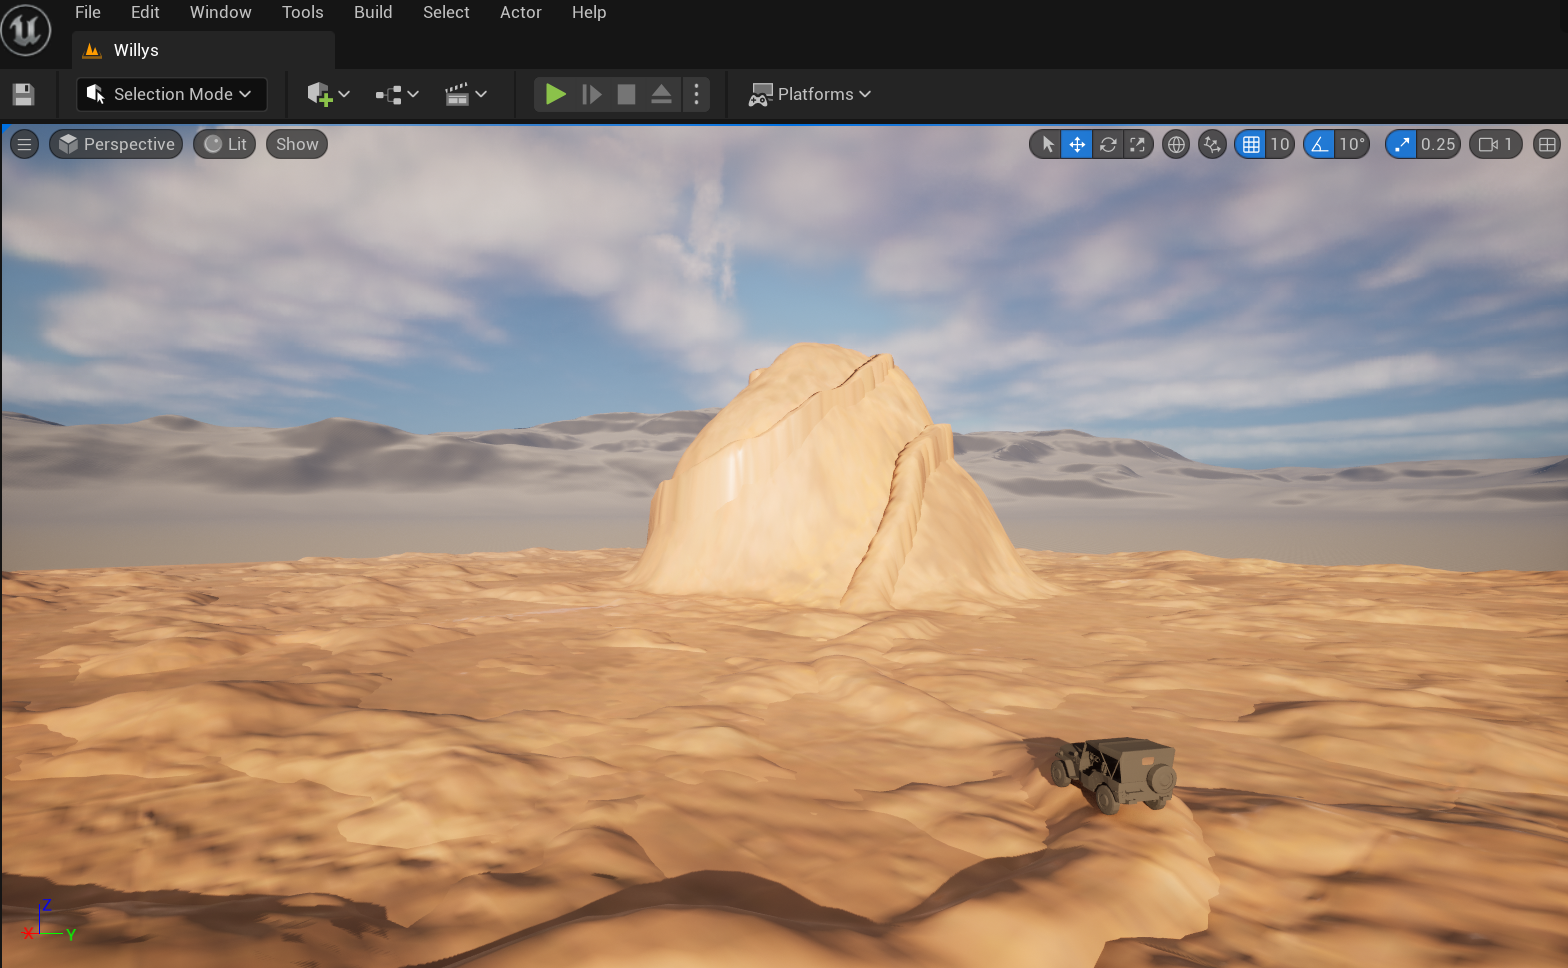 File Edit Window Tools Build Select Actor Help
Willys
Selection Mode Platforms
Perspective Lit Show 10 10° 0.25 1
Z
X Y